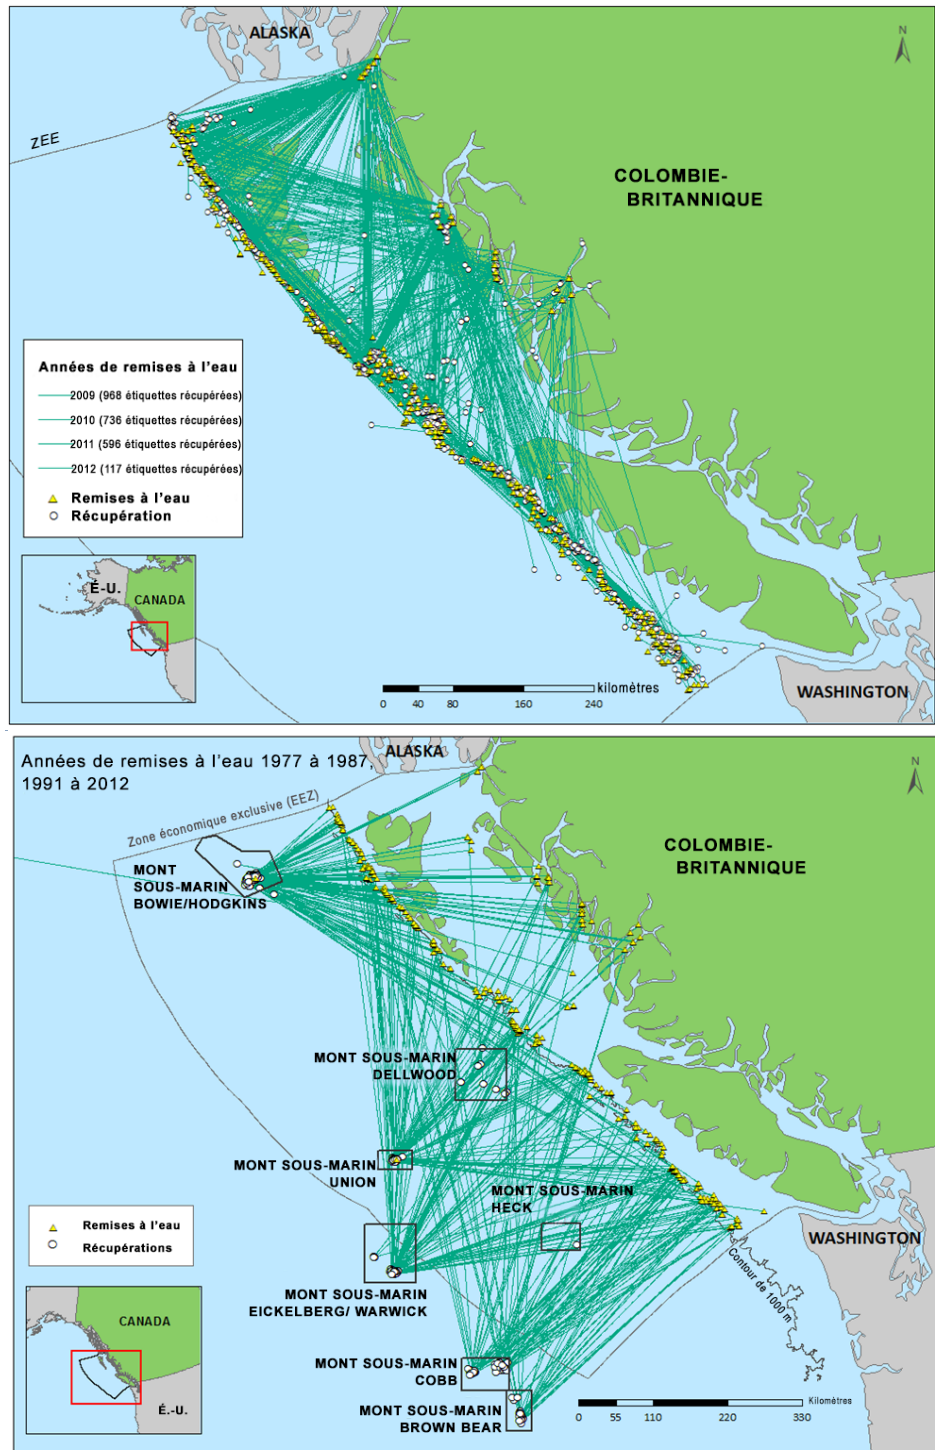 ALASKA
N
ZEE
COLOMBIE-
BRITANNIQUE
Années de remises à l'eau
2009 (968 étiquettes récupérées)
2010 (736 étiquettes récupérées)
2011 (596 étiquettes récupérées)
2012 (117 étiquettes récupérées)
Remises à l'eau
Récupération
É-U.
CANADA
kilomètres
0 40 80 160 240
WASHINGTON
Années de remises à l'eau 1977 à 1987,
1991 à 2012
ALASKA
N
Zone économique exclusive (EEZ)
COLOMBIE-
BRITANNIQUE
MONT
SOUS-MARIN
BOWIE/HODGKINS
MONT SOUS-MARIN
DELLWOOD
MONT SOUS-MARIN
UNION
MONT SOUS-MARIN
HECK
Remises à l'eau
Récupérations
WASHINGTON
Contour de 1000 m
MONT SOUS-MARIN
EICKELBERG/ WARWICK
CANADA
É.-U.
MONT SOUS-MARIN
COBB
MONT SOUS-MARIN
BROWN BEAR
Kilomètres
0 55 110 220 330